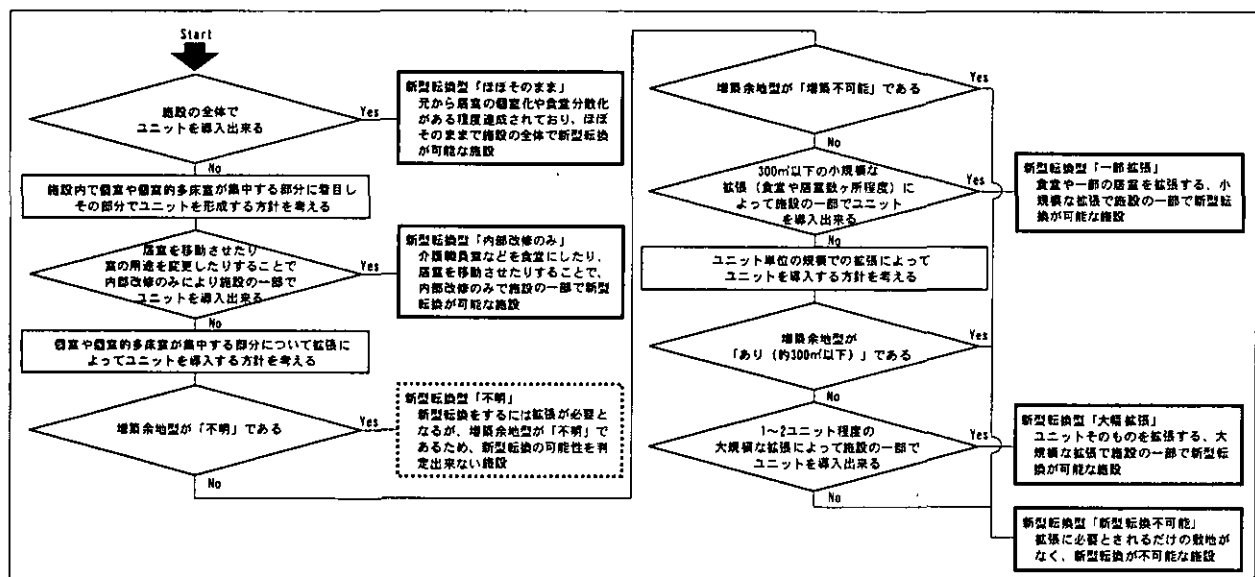 Start
施設の全体で
ユニットを導入出来る
Yes
新型転換型「ほぼそのまま」
元から居室の個室化や食堂分散化
がある程度達成されており、ほぼ
そのままで施設の全体で新型転換
が可能な施設
No
施設内で個室や個室的多床室が集中する部分に着目し
その部分でユニットを形成する方針を考える
居室を移動させたり
室の用途を変更したりすることで
内部改修のみにより施設の一部で
ユニットを導入出来る
Yes
新型転換型「内部改修のみ」
介護職員室などを食堂にしたり、
居室を移動させたりすることで、
内部改修のみで施設の一部で新型
転換が可能な施設
No
個室や個室的多床室が集中する部分について拡張に
よってユニットを導入する方針を考える
増築余地型が「不明」である
Yes
新型転換型「不明」
新型転換をするには拡張が必要と
なるが、増築余地型が「不明」で
あるため、新型転換の可能性を判
定出来ない施設
No
増築余地型が「増築不可能」である
Yes
No
300㎡以下の小規模な
拡張(食堂や居室数ヶ所程度)に
よって施設の一部でユニット
を導入出来る
Yes
新型転換型「一部拡張」
食堂や一部の居室を拡張する、小
規模な拡張で施設の一部で新型転
換が可能な施設
No
ユニット単位の規模での拡張によって
ユニットを導入する方針を考える
増築余地型が
「あり(約300㎡以下)」である
Yes
No
1~2ユニット程度の
大規模な拡張によって施設の一部で
ユニットを導入出来る
Yes
新型転換型「大幅拡張」
ユニットそのものを拡張する、大
規模な拡張で施設の一部で新型転
換が可能な施設
No
新型転換型「新型転換不可能」
拡張に必要とされるだけの敷地が
なく、新型転換が不可能な施設